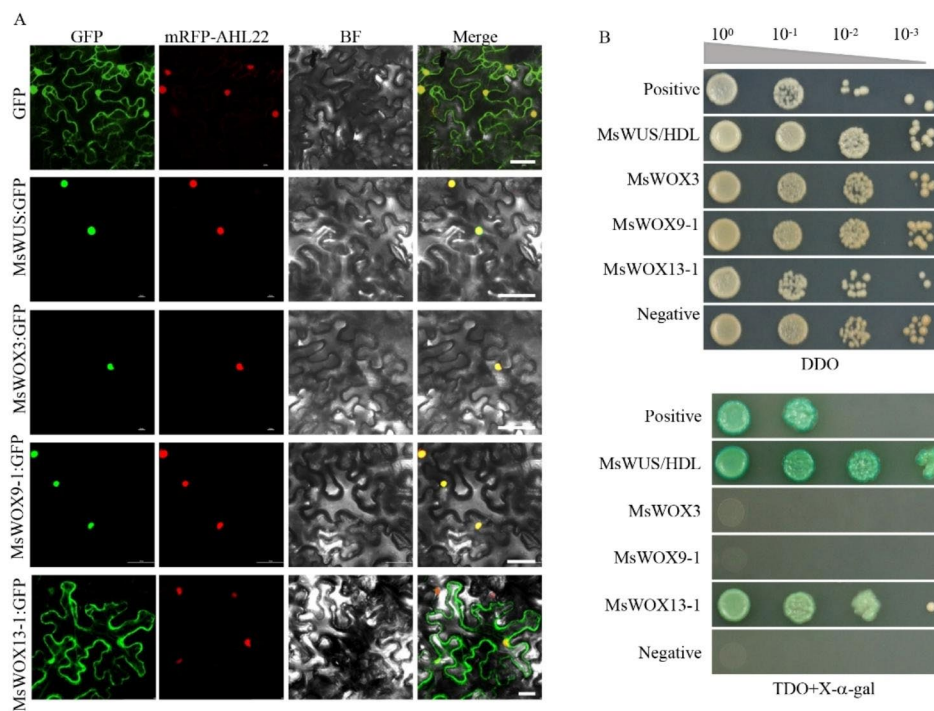 A
GFP mRFP-AHL22 BF Merge
GFP
MsWUS:GFP
MsWOX3:GFP
MsWOX9-1:GFP
MsWOX13-1:GFP
B
10⁰ 10⁻¹ 10⁻² 10⁻³
Positive
MsWUS/HDL
MsWOX3
MsWOX9-1
MsWOX13-1
Negative
DDO
Positive
MsWUS/HDL
MsWOX3
MsWOX9-1
MsWOX13-1
Negative
TDO+X-α-gal